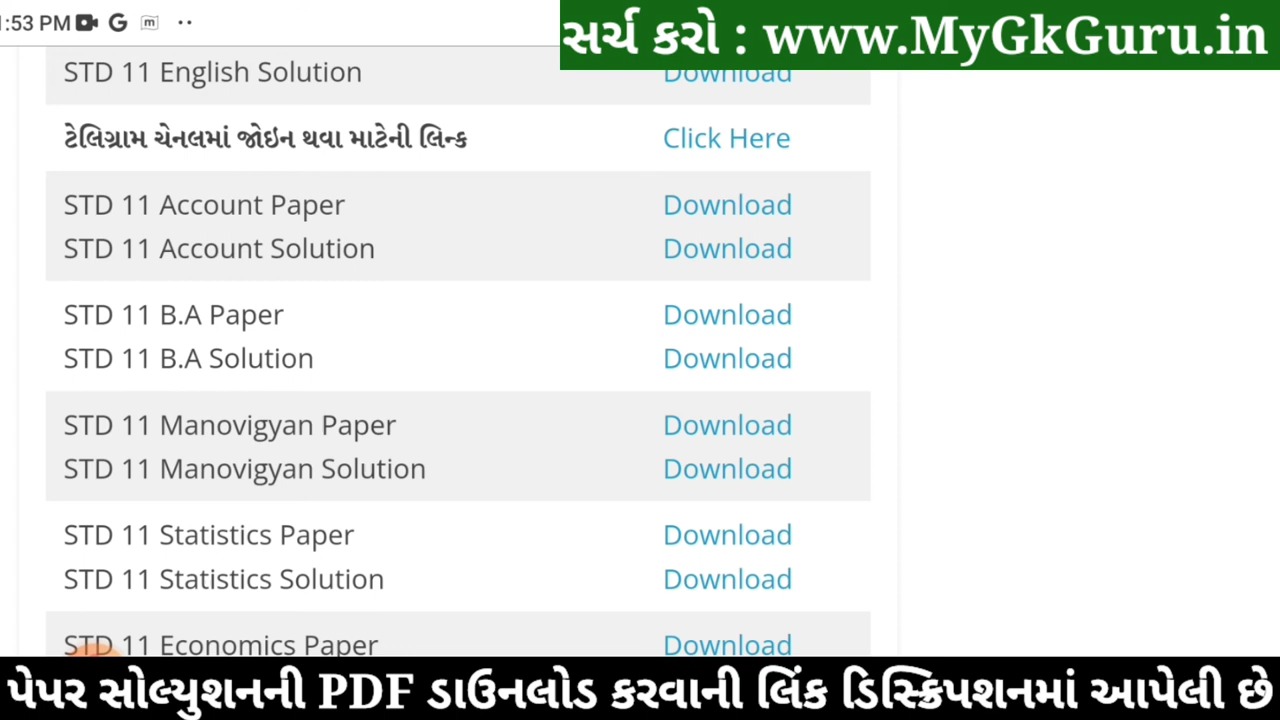 :53 PM G m ··
સર્ચ કરો : www.MyGkGuru.in
STD 11 English Solution Download
ટેલિગ્રામ ચેનલમાં જોઇન થવા માટેની લિન્ક Click Here
STD 11 Account Paper Download
STD 11 Account Solution Download
STD 11 B.A Paper Download
STD 11 B.A Solution Download
STD 11 Manovigyan Paper Download
STD 11 Manovigyan Solution Download
STD 11 Statistics Paper Download
STD 11 Statistics Solution Download
STD 11 Economics Paper Download
પેપર સોલ્યુશનની PDF ડાઉનલોડ કરવાની લિંક ડિસ્ક્રિપશનમાં આપેલી છે